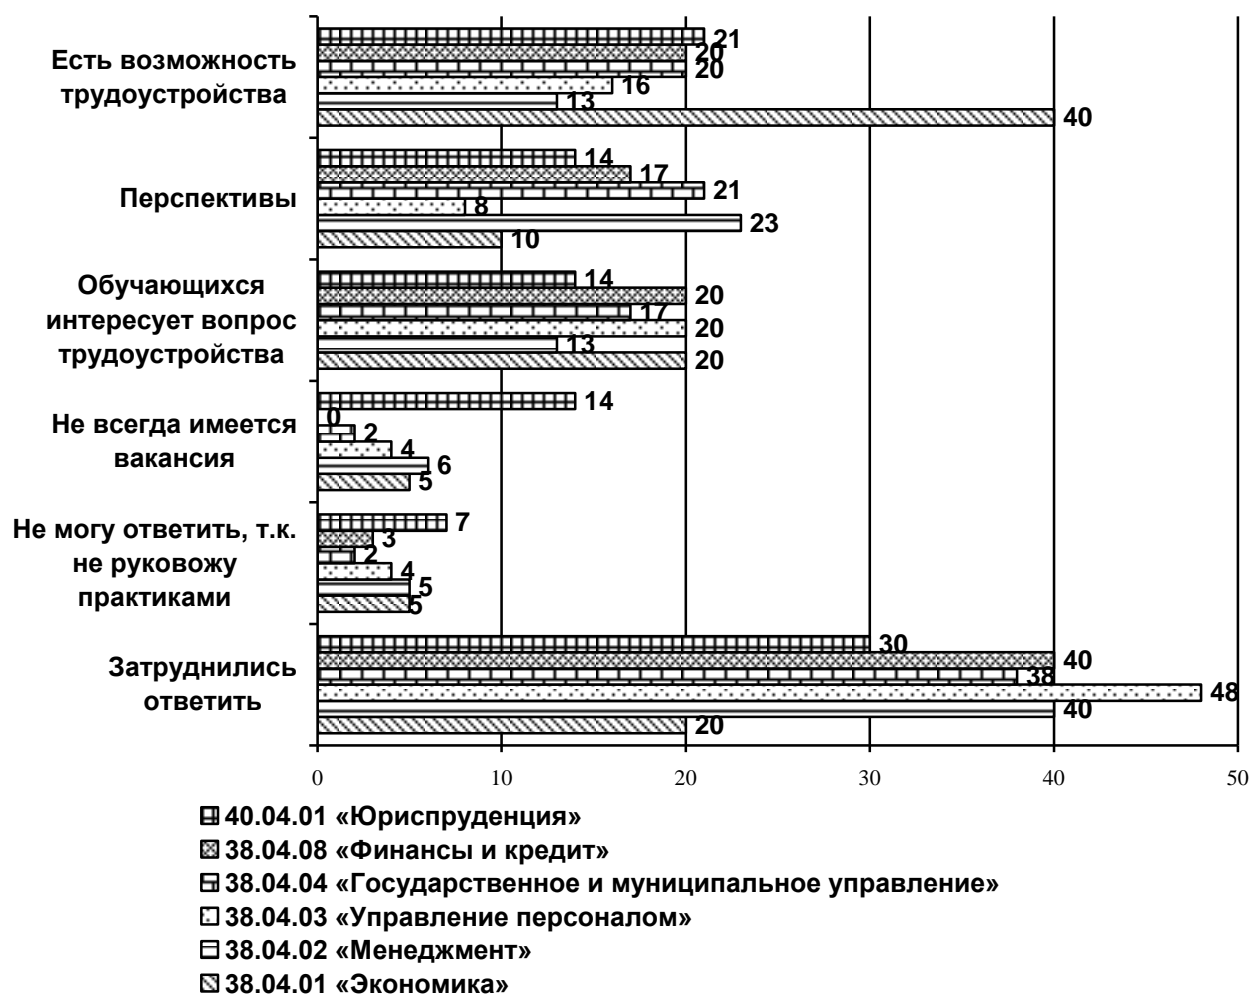 Есть возможность
трудоустройства
21
20
20
16
13
40
Перспективы
14
17
21
8
23
10
Обучающихся
интересует вопрос
трудоустройства
14
20
17
20
13
20
Не всегда имеется
вакансия
14
0
2
4
6
5
Не могу ответить, т.к.
не руковожу
практиками
7
3
2
4
5
5
Затруднились
ответить
30
40
38
48
40
20
0 10 20 30 40 50
40.04.01 «Юриспруденция»
38.04.08 «Финансы и кредит»
38.04.04 «Государственное и муниципальное управление»
38.04.03 «Управление персоналом»
38.04.02 «Менеджмент»
38.04.01 «Экономика»